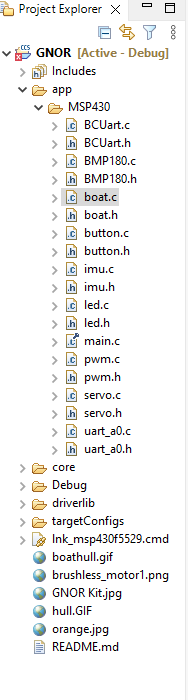 Project Explorer
GNOR [Active - Debug]
Includes
app
MSP430
BCUart.c
BCUart.h
BMP180.c
BMP180.h
boat.c
boat.h
button.c
button.h
imu.c
imu.h
led.c
led.h
main.c
pwm.c
pwm.h
servo.c
servo.h
uart_a0.c
uart_a0.h
core
Debug
driverlib
targetConfigs
lnk_msp430f5529.cmd
boathull.gif
brushless_motor1.png
GNOR Kit.jpg
hull.GIF
orange.jpg
README.md